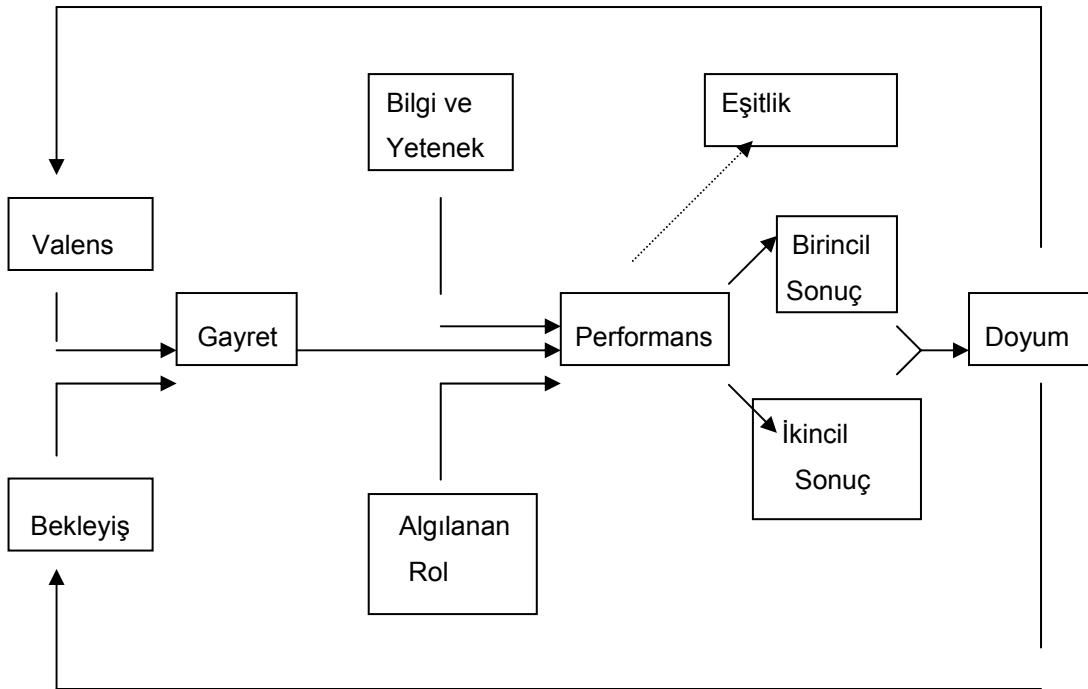 Bilgi ve
Yetenek
Eşitlik
Valens
Birincil
Sonuç
Gayret
Performans
Doyum
İkincil
Sonuç
Bekleyiş
Algılanan
Rol